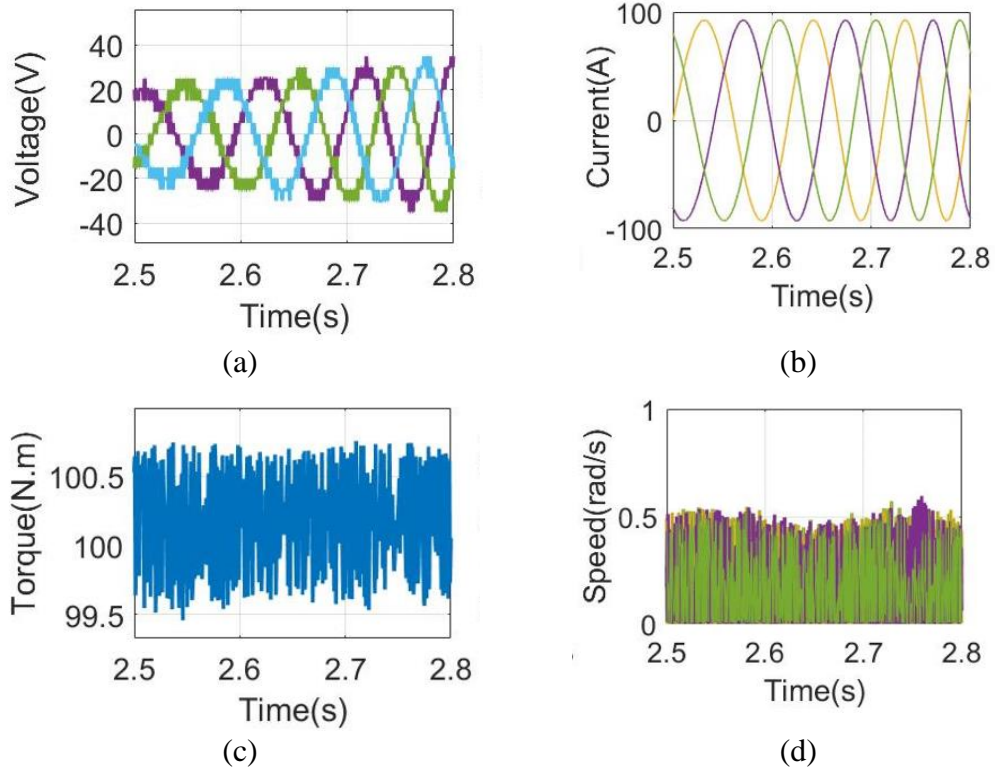 Voltage(V)
40
20
0
-20
-40
2.5 2.6 2.7 2.8
Time(s)
(a)
Current(A)
100
0
-100
2.5 2.6 2.7 2.8
Time(s)
(b)
Torque(N.m)
100.5
100
99.5
2.5 2.6 2.7 2.8
Time(s)
(c)
Speed(rad/s)
1
0.5
0
2.5 2.6 2.7 2.8
Time(s)
(d)